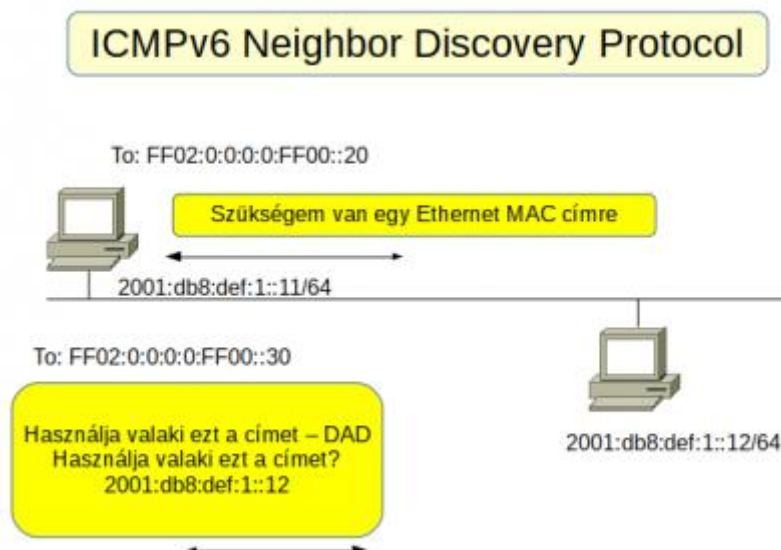 ICMPv6 Neighbor Discovery Protocol
To: FF02:0:0:0:0:FF00::20
Szükségem van egy Ethernet MAC címre
2001:db8:def:1::11/64
To: FF02:0:0:0:0:FF00::30
Használja valaki ezt a címet – DAD
Használja valaki ezt a címet?
2001:db8:def:1::12
2001:db8:def:1::12/64